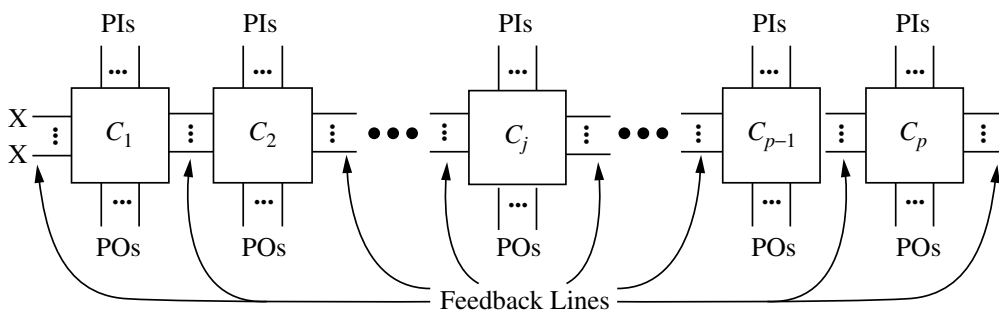 PIs PIs PIs PIs PIs
X
X
C₁ C₂ Cⱼ Cₚ₋₁ Cₚ
POs POs POs POs POs
Feedback Lines